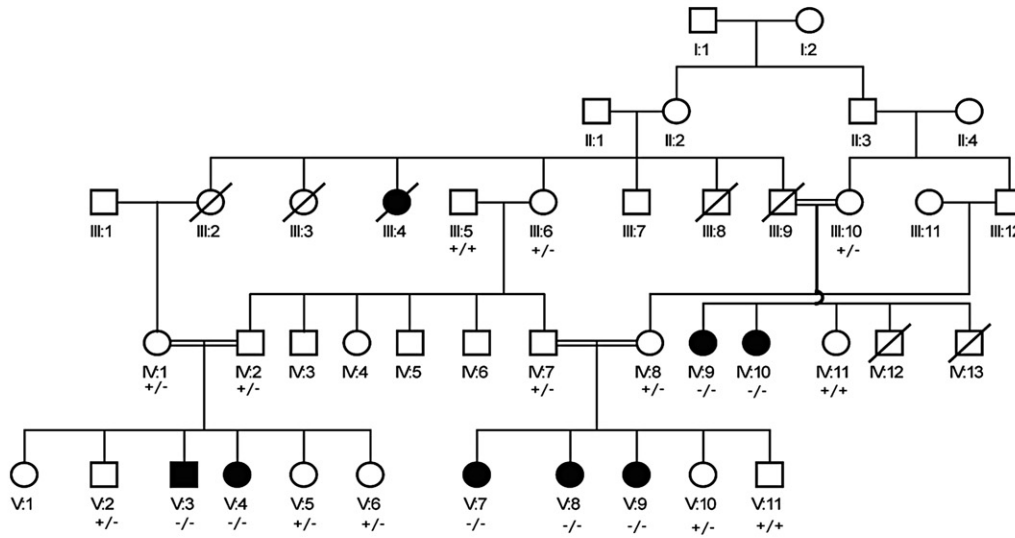 I:1 I:2
II:1 II:2 II:3 II:4
III:1 III:2 III:3 III:4 III:5 III:6 III:7 III:8 III:9 III:10 III:11 III:12
+/+ +/- +/-
IV:1 IV:2 IV:3 IV:4 IV:5 IV:6 IV:7 IV:8 IV:9 IV:10 IV:11 IV:12 IV:13
+/- +/- +/- +/- -/- -/- +/+
V:1 V:2 V:3 V:4 V:5 V:6 V:7 V:8 V:9 V:10 V:11
+/- -/- -/- +/- +/- -/- -/- -/- +/- +/+